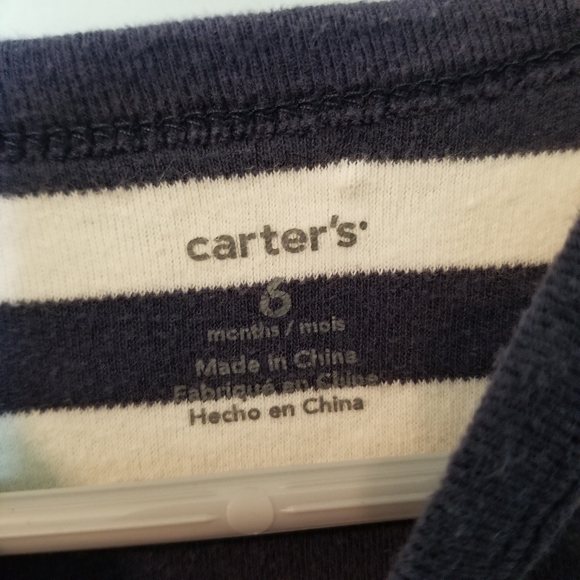 carter's
6
months / mois
Made in China
Fabriqué en Chine
Hecho en China